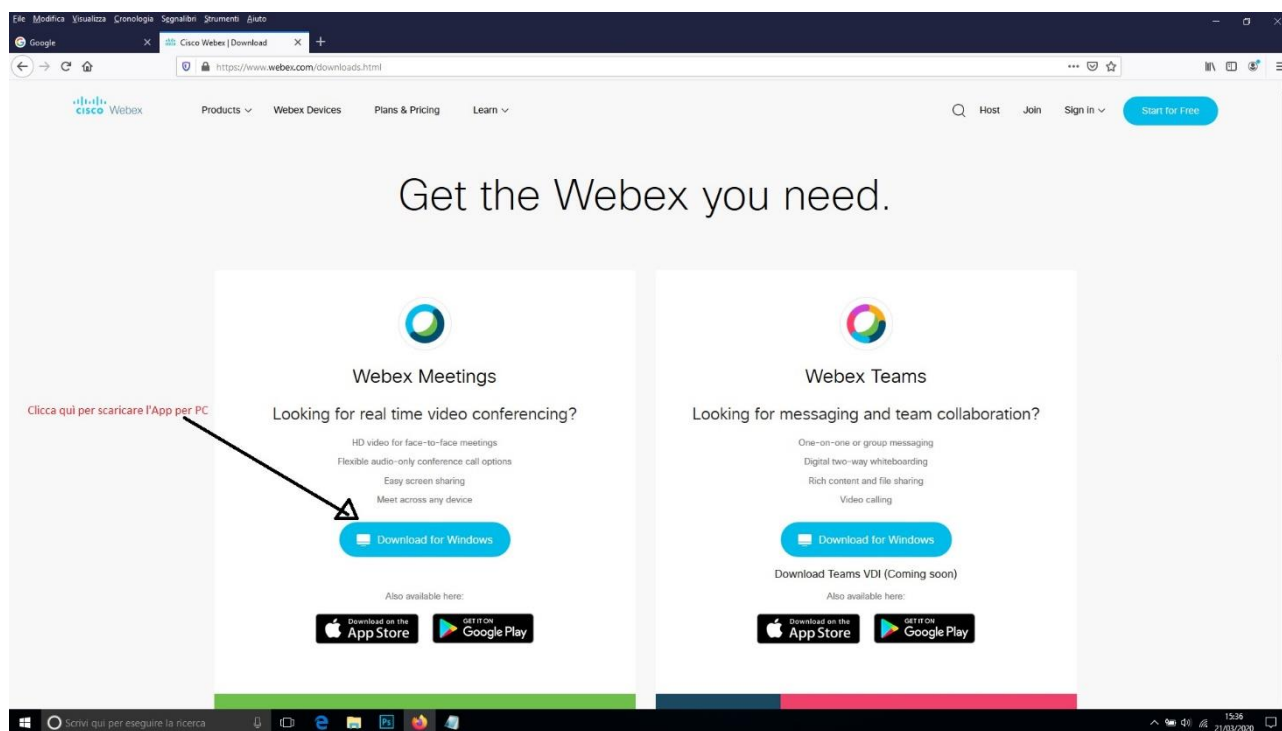 File Modifica Visualizza Cronologia Segnalibri Strumenti Aiuto
Google
Cisco Webex | Download
https://www.webex.com/downloads.html
cisco Webex
Products
Webex Devices
Plans & Pricing
Learn
Host
Join
Sign in
Start for Free
Get the Webex you need.
Webex Meetings
Looking for real time video conferencing?
HD video for face-to-face meetings
Flexible audio-only conference call options
Easy screen sharing
Meet across any device
Download for Windows
Also available here:
Download on the
App Store
GET IT ON
Google Play
Clicca quì per scaricare l'App per PC
Webex Teams
Looking for messaging and team collaboration?
One-on-one or group messaging
Digital two-way whiteboarding
Rich content and file sharing
Video calling
Download for Windows
Download Teams VDI (Coming soon)
Also available here:
Download on the
App Store
GET IT ON
Google Play
Scrivi qui per eseguire la ricerca
Ps
15:36
21/03/2020